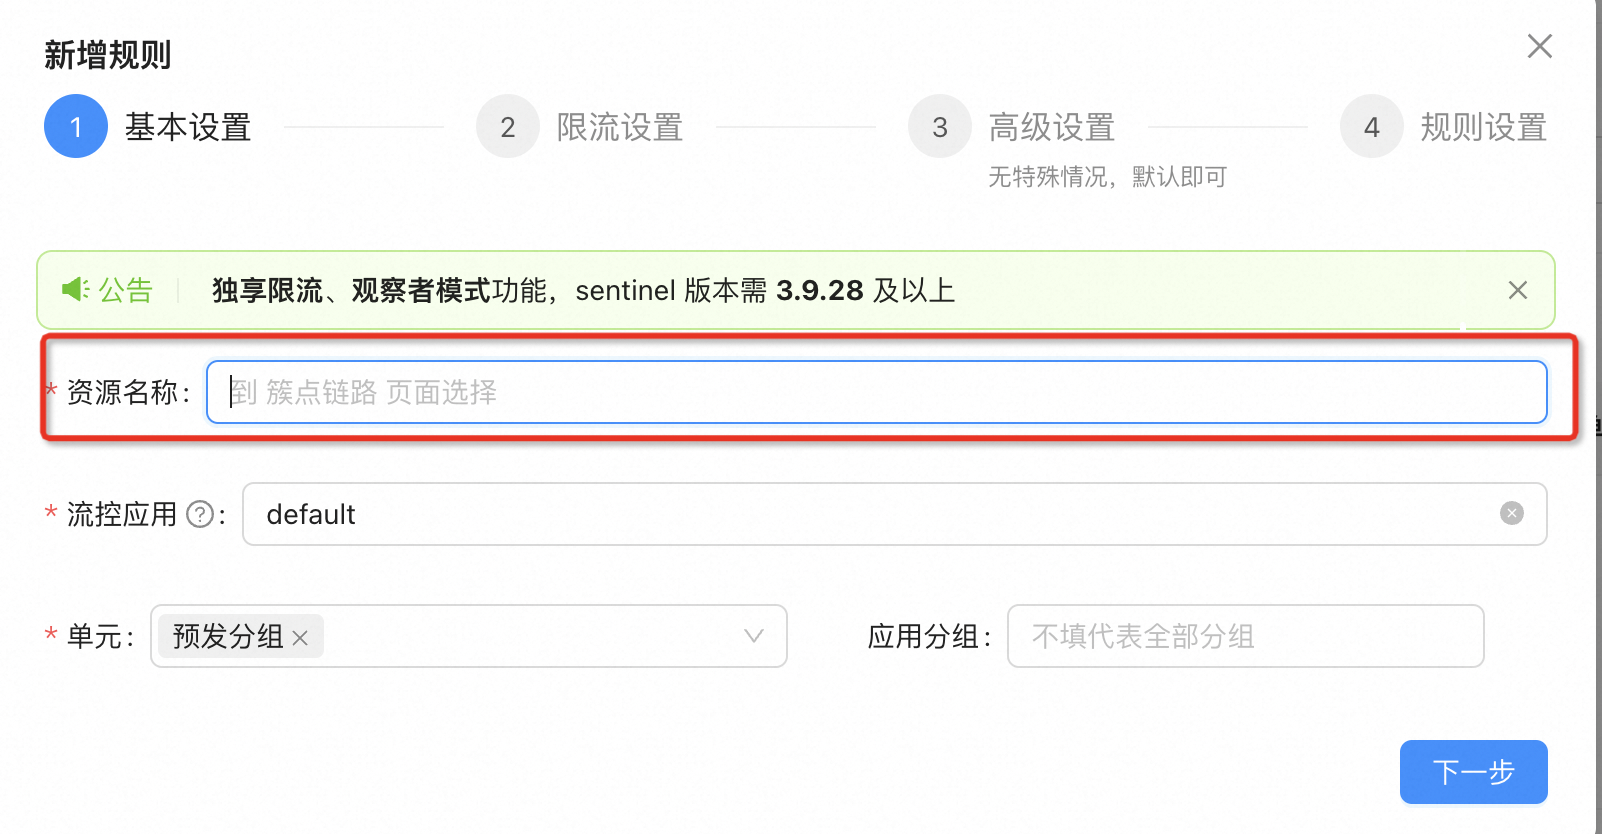 新增规则
1 基本设置 2 限流设置 3 高级设置 4 规则设置
无特殊情况，默认即可
公告 独享限流、观察者模式功能，sentinel 版本需 3.9.28 及以上
* 资源名称： 到 簇点链路 页面选择
* 流控应用 ? ： default
* 单元： 预发分组 应用分组： 不填代表全部分组
下一步